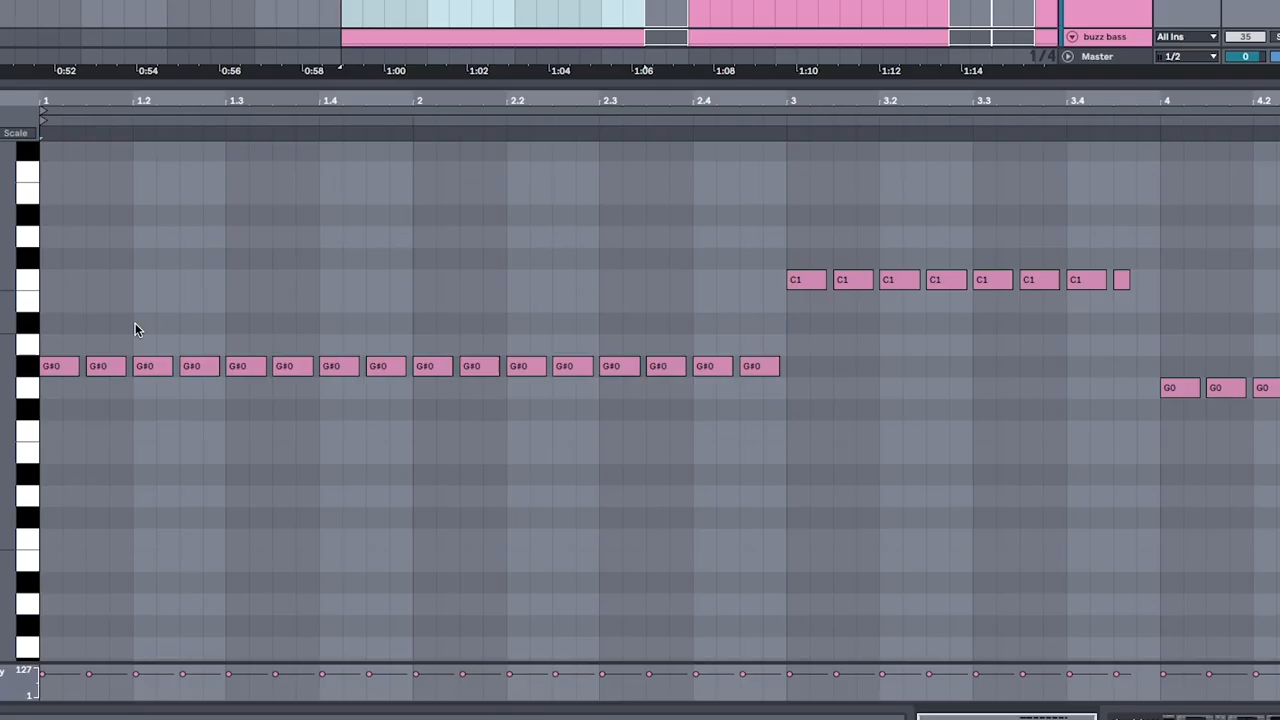 buzz bass All Ins 35 S
1/4 Master 1/2 0
0:52 0:54 0:56 0:58 1:00 1:02 1:04 1:06 1:08 1:10 1:12 1:14
1 1.2 1.3 1.4 2 2.2 2.3 2.4 3 3.2 3.3 3.4 4 4.2
Scale
C1 C1 C1 C1 C1 C1 C1
G#0 G#0 G#0 G#0 G#0 G#0 G#0 G#0 G#0 G#0 G#0 G#0 G#0 G#0 G#0 G#0
G0 G0 G0
y 127
1